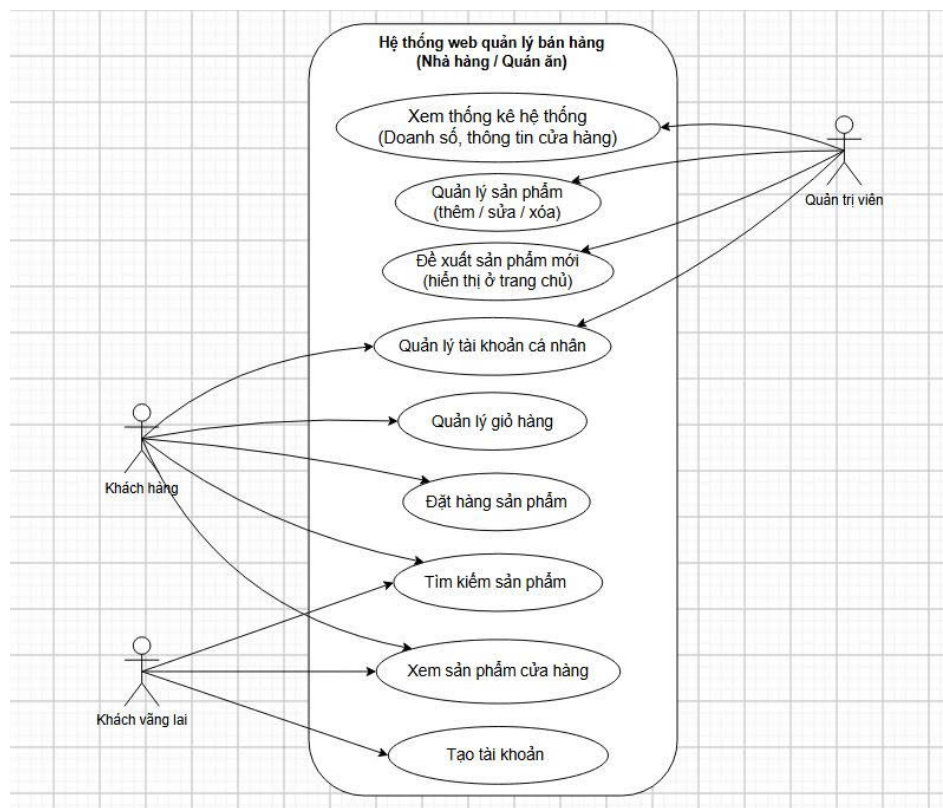 Hệ thống web quản lý bán hàng
(Nhà hàng / Quán ăn)
Xem thống kê hệ thống
(Doanh số, thông tin cửa hàng)
Quản trị viên
Quản lý sản phẩm
(thêm / sửa / xóa)
Đề xuất sản phẩm mới
(hiển thị ở trang chủ)
Quản lý tài khoản cá nhân
Quản lý giỏ hàng
Khách hàng
Đặt hàng sản phẩm
Tìm kiếm sản phẩm
Xem sản phẩm cửa hàng
Khách vãng lai
Tạo tài khoản